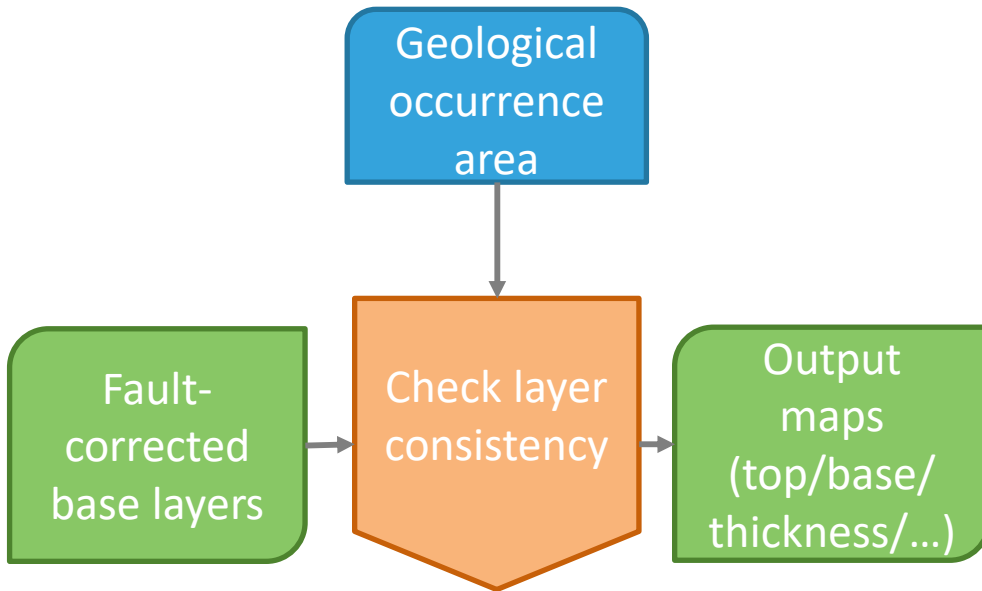 Geological
occurrence
area
Fault-
corrected
base layers
Check layer
consistency
Output
maps
(top/base/
thickness/...)